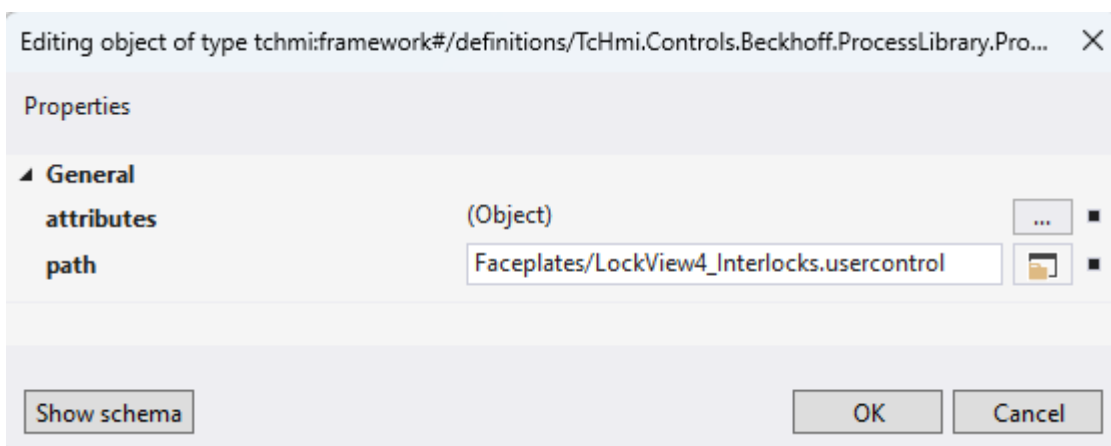 Editing object of type tchmi:framework#/definitions/TcHmi.Controls.Beckhoff.ProcessLibrary.Pro...
Properties
General
attributes (Object) ...
path Faceplates/LockView4_Interlocks.usercontrol
Show schema OK Cancel